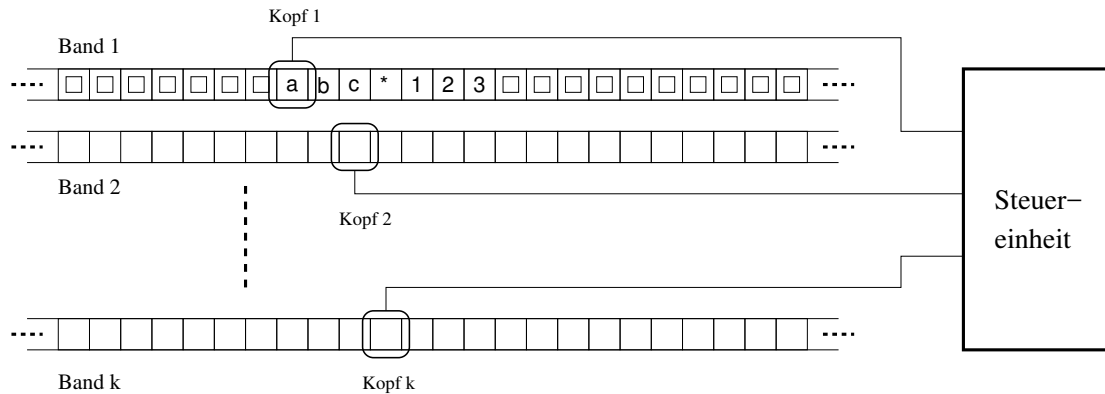 Kopf 1
Band 1
a b c * 1 2 3
Band 2
Kopf 2
Steuer−
einheit
Band k
Kopf k